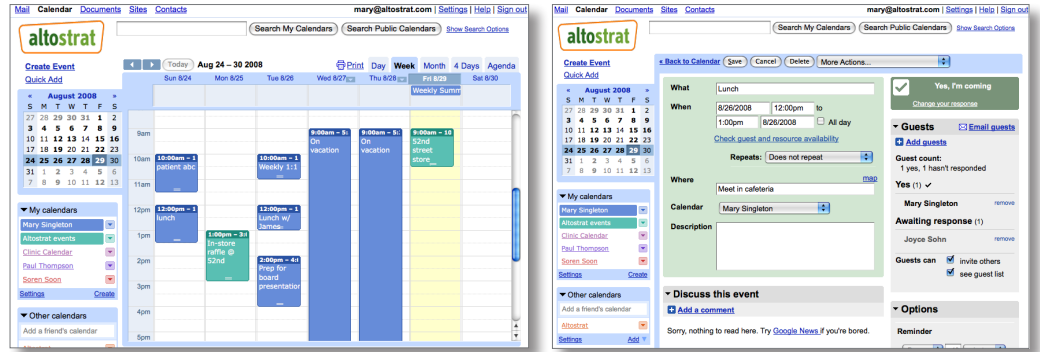 Mail Calendar Documents Sites Contacts
mary@altostrat.com | Settings | Help | Sign out
altostrat
Search My Calendars Search Public Calendars Show Search Options
Create Event
Quick Add
Today Aug 24 – 30 2008
Print Day Week Month 4 Days Agenda
Sun 8/24 Mon 8/25 Tue 8/26 Wed 8/27 Thu 8/28 Fri 8/29 Sat 8/30
Weekly Summ
« August 2008 »
S M T W T F S
27 28 29 30 31 1 2
3 4 5 6 7 8 9
10 11 12 13 14 15 16
17 18 19 20 21 22 23
24 25 26 27 28 29 30
31 1 2 3 4 5 6
7 8 9 10 11 12 13
My calendars
Mary Singleton
Altostrat events
Clinic Calendar
Paul Thompson
Soren Soon
Settings Create
Other calendars
Add a friend's calendar
9am
10am
11am
12pm
1pm
2pm
3pm
4pm
5pm
10:00am – 1
patient abc
12:00pm – 1
lunch
1:00pm – 3:
In-store
raffle @
52nd
10:00am – 1
Weekly 1:1
12:00pm – 1
Lunch w/
James
2:00pm – 4:
Prep for
board
presentation
9:00am – 5:
On
vacation
9:00am – 5:
On
vacation
9:00am – 10
52nd
street
store
Mail Calendar Documents Sites Contacts
mary@altostrat.com | Settings | Help | Sign out
altostrat
Search My Calendars Search Public Calendars Show Search Options
Create Event
Quick Add
« August 2008 »
S M T W T F S
27 28 29 30 31 1 2
3 4 5 6 7 8 9
10 11 12 13 14 15 16
17 18 19 20 21 22 23
24 25 26 27 28 29 30
31 1 2 3 4 5 6
7 8 9 10 11 12 13
My calendars
Mary Singleton
Altostrat events
Clinic Calendar
Paul Thompson
Soren Soon
Settings Create
Other calendars
Add a friend's calendar
Altostrat
Settings Add
« Back to Calendar Save Cancel Delete More Actions...
What Lunch
When 8/26/2008 12:00pm to
1:00pm 8/26/2008 All day
Check guest and resource availability
Repeats: Does not repeat
Where map
Meet in cafeteria
Calendar Mary Singleton
Description
Discuss this event
Add a comment
Sorry, nothing to read here. Try Google News if you're bored.
Yes, I'm coming
Change your response
Guests Email guests
Add guests
Guest count:
1 yes, 1 hasn't responded
Yes (1)
Mary Singleton remove
Awaiting response (1)
Joyce Sohn remove
Guests can invite others
see guest list
Options
Reminder